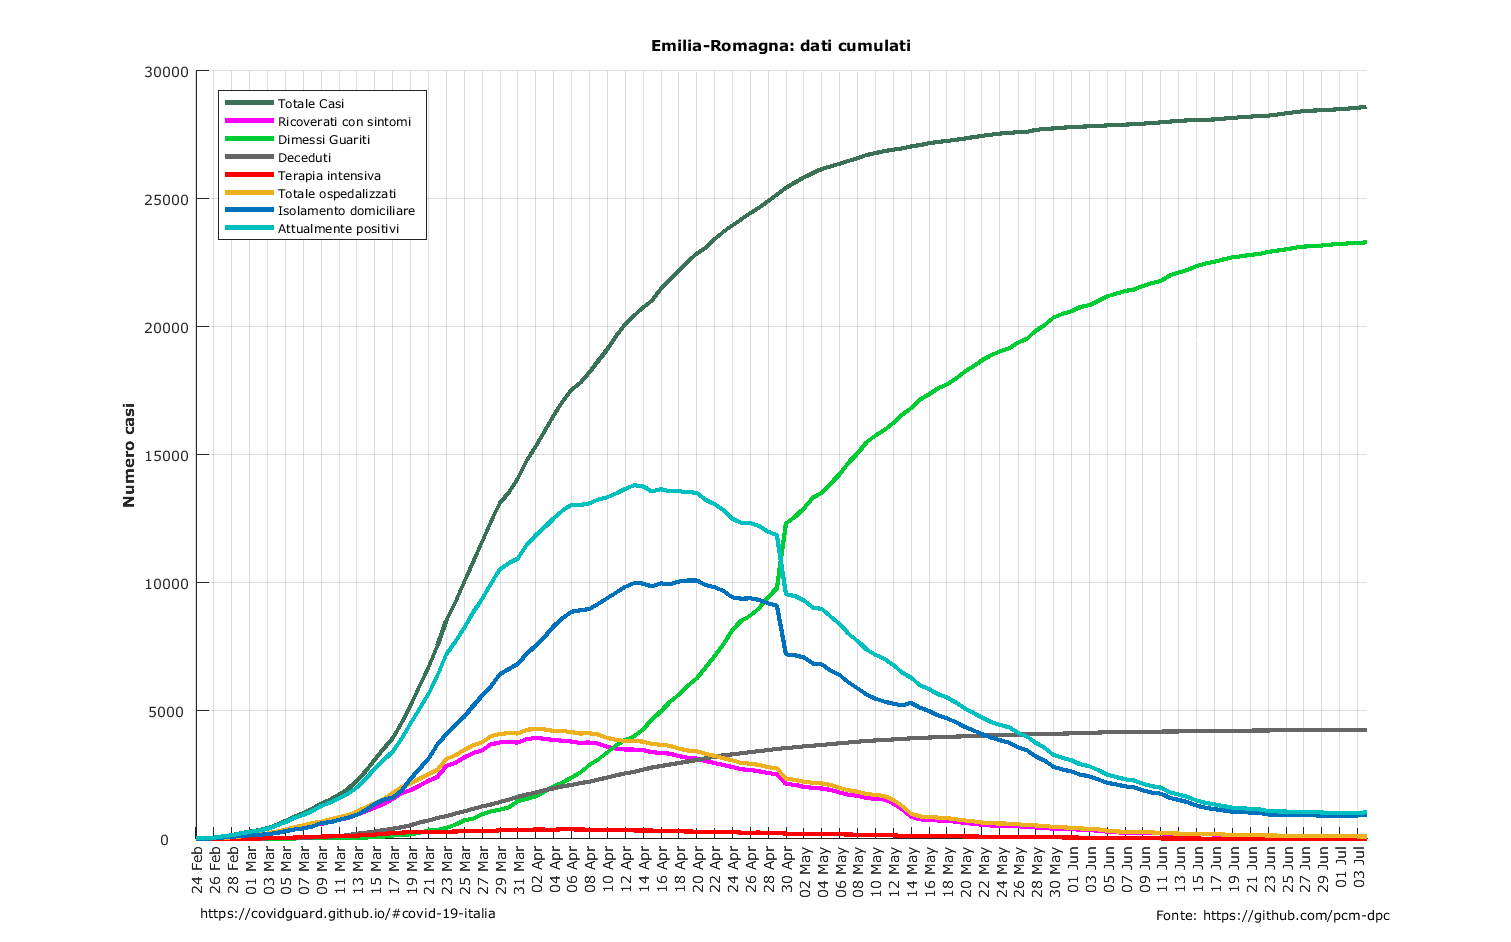 Emilia-Romagna: dati cumulati
30000
25000
20000
15000
10000
5000
0
Numero casi
Totale Casi
Ricoverati con sintomi
Dimessi Guariti
Deceduti
Terapia intensiva
Totale ospedalizzati
Isolamento domiciliare
Attualmente positivi
24 Feb
26 Feb
28 Feb
01 Mar
03 Mar
05 Mar
07 Mar
09 Mar
11 Mar
13 Mar
15 Mar
17 Mar
19 Mar
21 Mar
23 Mar
25 Mar
27 Mar
29 Mar
31 Mar
02 Apr
04 Apr
06 Apr
08 Apr
10 Apr
12 Apr
14 Apr
16 Apr
18 Apr
20 Apr
22 Apr
24 Apr
26 Apr
28 Apr
30 Apr
02 May
04 May
06 May
08 May
10 May
12 May
14 May
16 May
18 May
20 May
22 May
24 May
26 May
28 May
30 May
01 Jun
03 Jun
05 Jun
07 Jun
09 Jun
11 Jun
13 Jun
15 Jun
17 Jun
19 Jun
21 Jun
23 Jun
25 Jun
27 Jun
29 Jun
01 Jul
03 Jul
https://covidguard.github.io/#covid-19-italia
Fonte: https://github.com/pcm-dpc